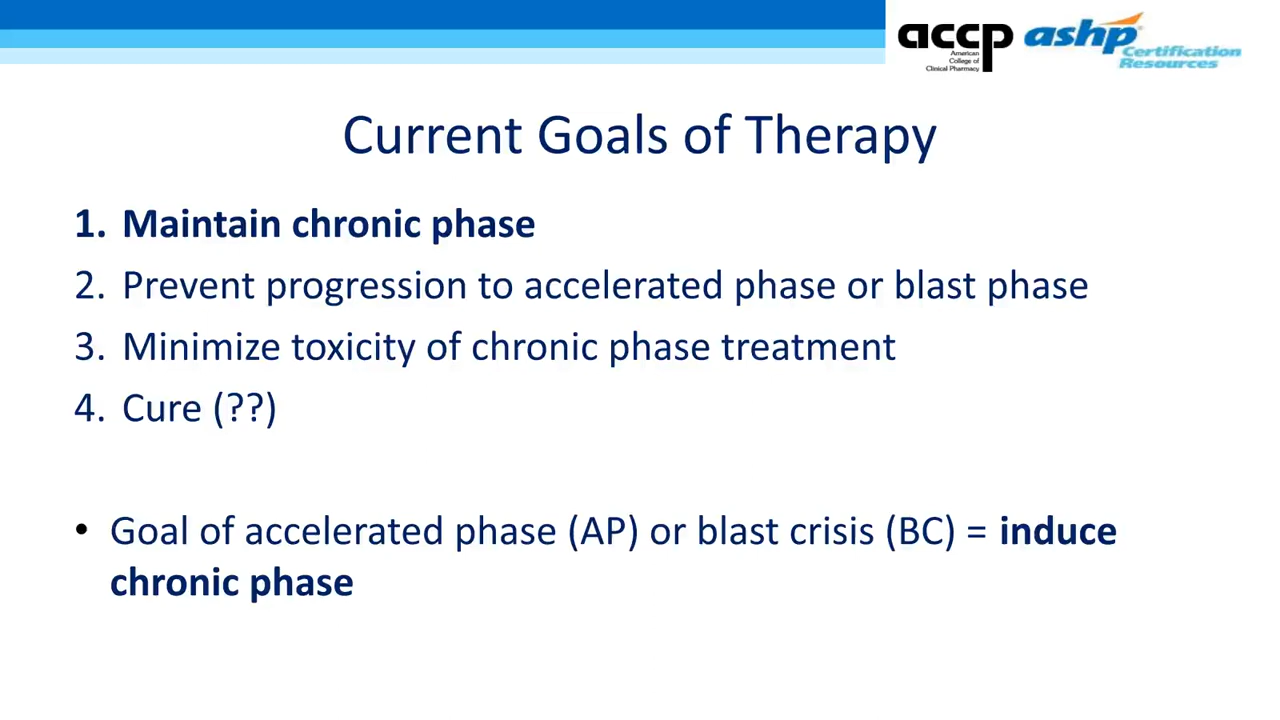 accp
American
College of
Clinical Pharmacy
ashp
Certification
Resources
Current Goals of Therapy
1. Maintain chronic phase
2. Prevent progression to accelerated phase or blast phase
3. Minimize toxicity of chronic phase treatment
4. Cure (??)
• Goal of accelerated phase (AP) or blast crisis (BC) = induce
chronic phase